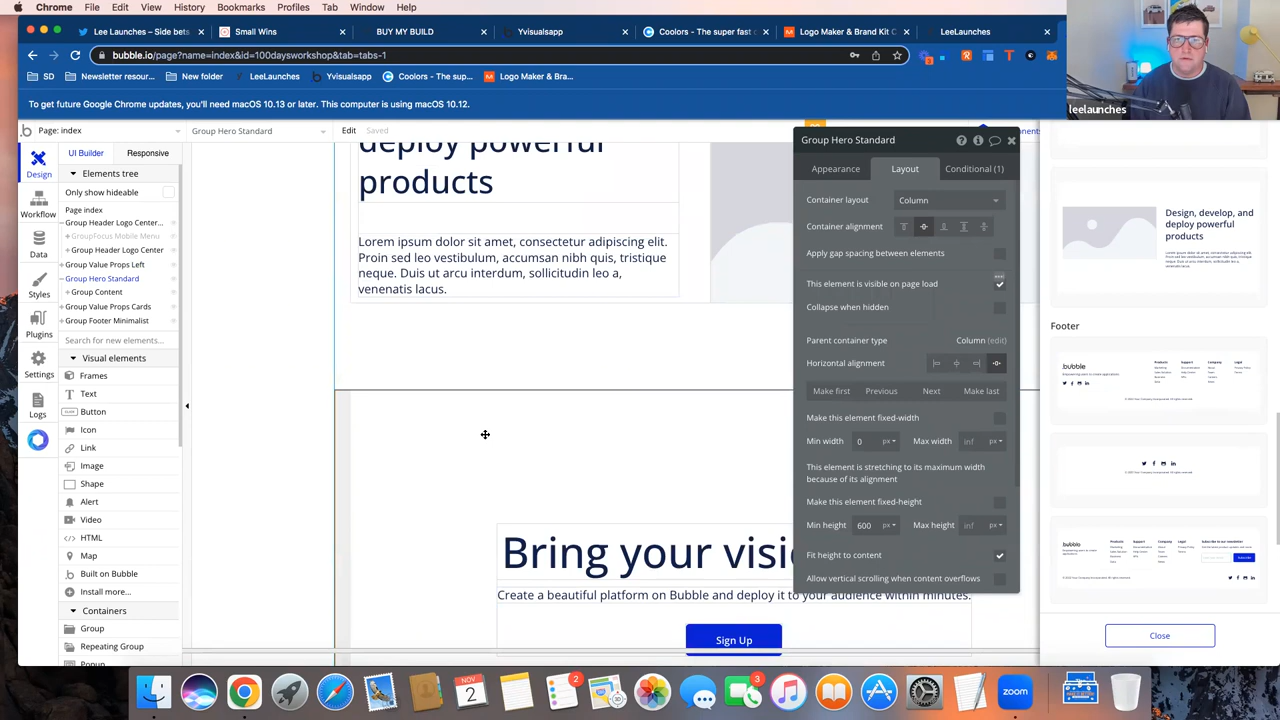 Chrome File Edit View History Bookmarks Profiles Tab Window Help
Lee Launches – Side bets
Small Wins
BUY MY BUILD
Yvisualsapp
Coolors - The super fast c
Logo Maker & Brand Kit C
LeeLaunches
bubble.io/page?name=index&id=100daysworkshop&tab=tabs-1
SD
Newsletter resour...
New folder
LeeLaunches
Yvisualsapp
Coolors - The sup...
Logo Maker & Bra...
To get future Google Chrome updates, you'll need macOS 10.13 or later. This computer is using macOS 10.12.
leelaunches
Page: index
Group Hero Standard
Edit
Saved
UI Builder
Responsive
Design
Workflow
Data
Styles
Plugins
Settings
Logs
Elements tree
Only show hideable
Page index
Group Header Logo Center...
GroupFocus Mobile Menu
Group Header Logo Center
Group Value Props Left
Group Hero Standard
Group Content
Group Value Props Cards
Group Footer Minimalist
Search for new elements...
Visual elements
Frames
Text
Button
Icon
Link
Image
Shape
Alert
Video
HTML
Map
Built on Bubble
Install more...
Containers
Group
Repeating Group
Popup
deploy powerful
products
Lorem ipsum dolor sit amet, consectetur adipiscing elit.
Proin sed leo vestibulum accumsan nibh quis, tristique
neque. Duis ut arcu interdum, sollicitudin leo a,
venenatis lacus.
Bring your visi
Create a beautiful platform on Bubble and deploy it to your audience within minutes.
Sign Up
Group Hero Standard
Appearance
Layout
Conditional (1)
Container layout
Column
Container alignment
Apply gap spacing between elements
This element is visible on page load
Collapse when hidden
Parent container type
Column (edit)
Horizontal alignment
Make first
Previous
Next
Make last
Make this element fixed-width
Min width 0 px
Max width inf px
This element is stretching to its maximum width
because of its alignment
Make this element fixed-height
Min height 600 px
Max height inf px
Fit height to content
Allow vertical scrolling when content overflows
Design, develop, and
deploy powerful
products
Footer
Close
NOV
2
2
30
3
zoom